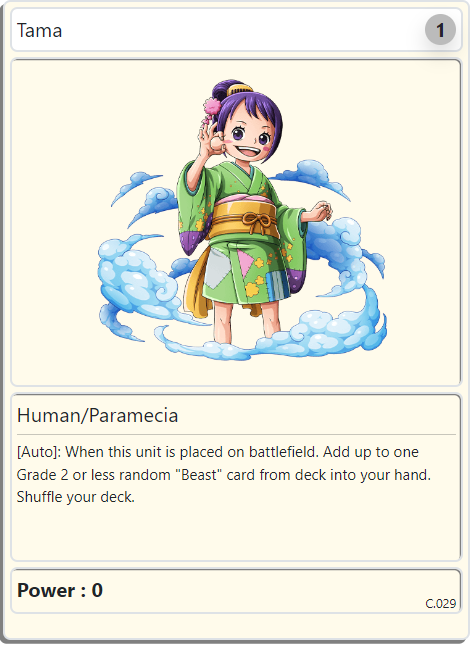 Tama
1
Human/Paramecia
[Auto]: When this unit is placed on battlefield. Add up to one
Grade 2 or less random "Beast" card from deck into your hand.
Shuffle your deck.
Power : 0
C.029